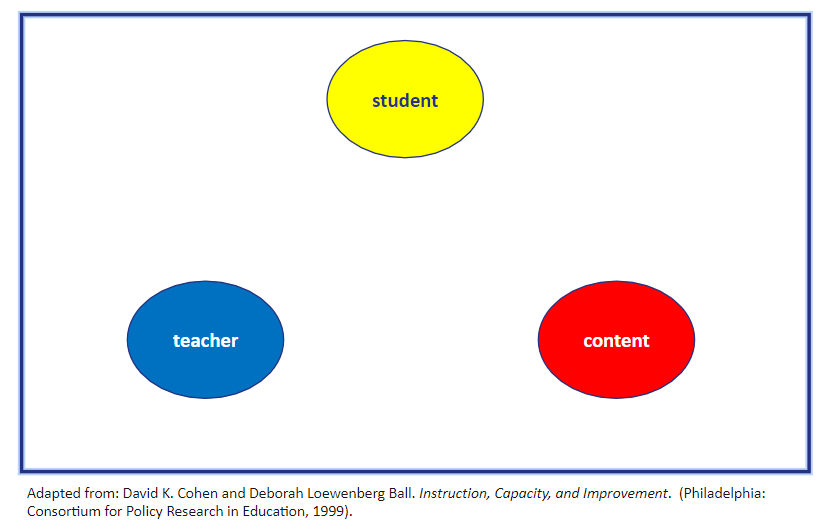 student
teacher
content
Adapted from: David K. Cohen and Deborah Loewenberg Ball. Instruction, Capacity, and Improvement. (Philadelphia:
Consortium for Policy Research in Education, 1999).